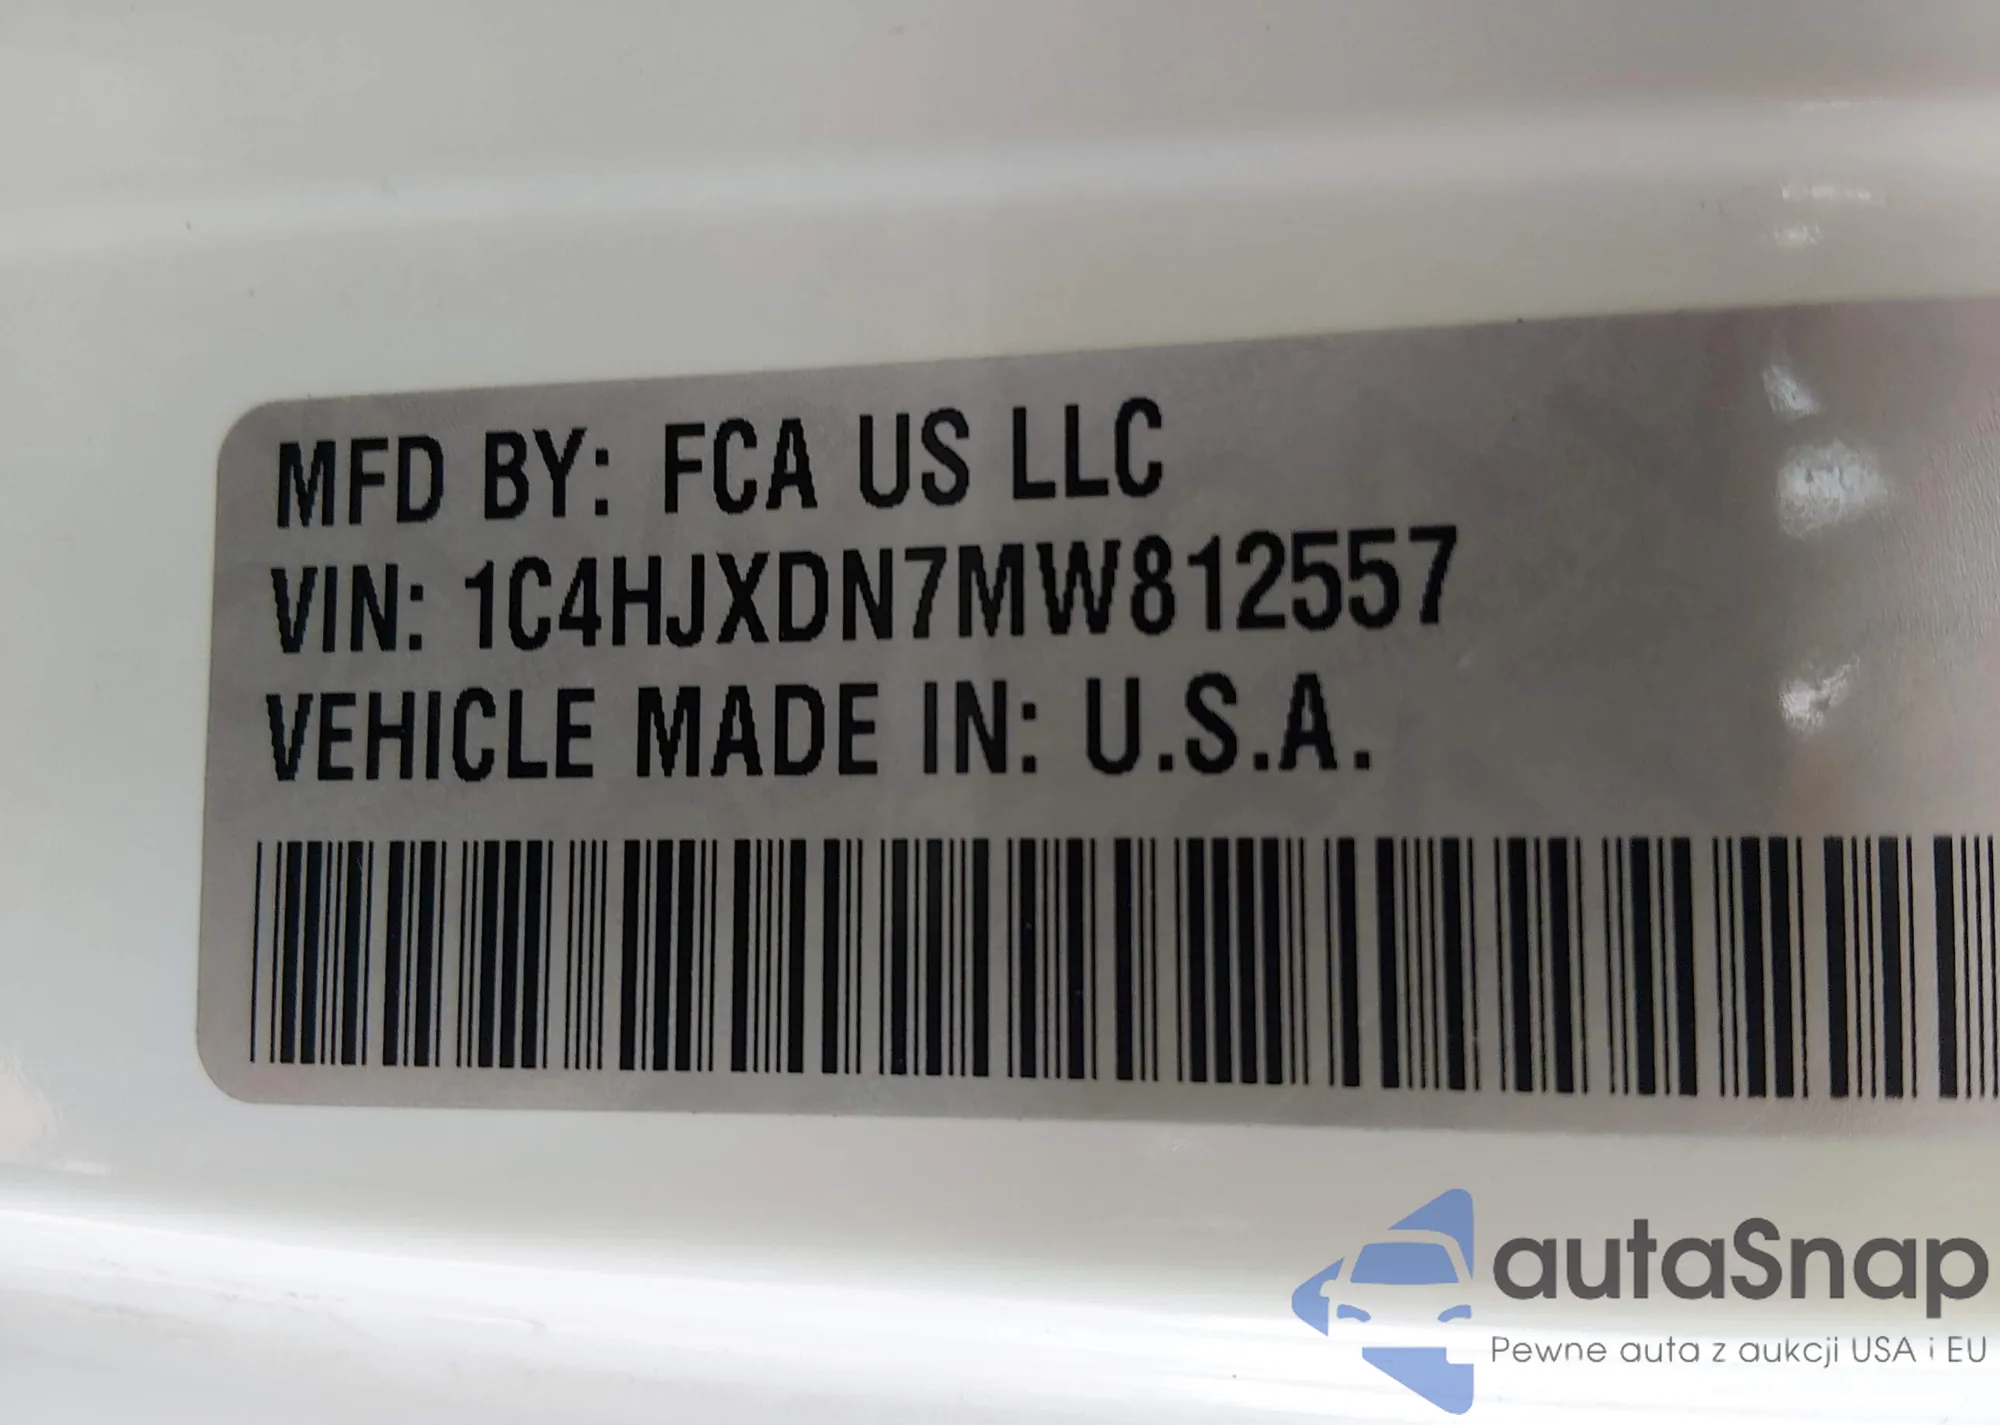 MFD BY: FCA US LLC
VIN: 1C4HJXDN7MW812557
VEHICLE MADE IN: U.S.A.
autaSnap
Pewne auta z aukcji USA i EU